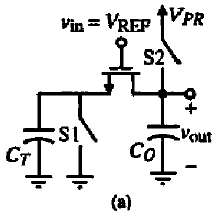 v_in = V_REF
V_PR
S2
S1
+
C_T
C_O
v_out
−
(a)